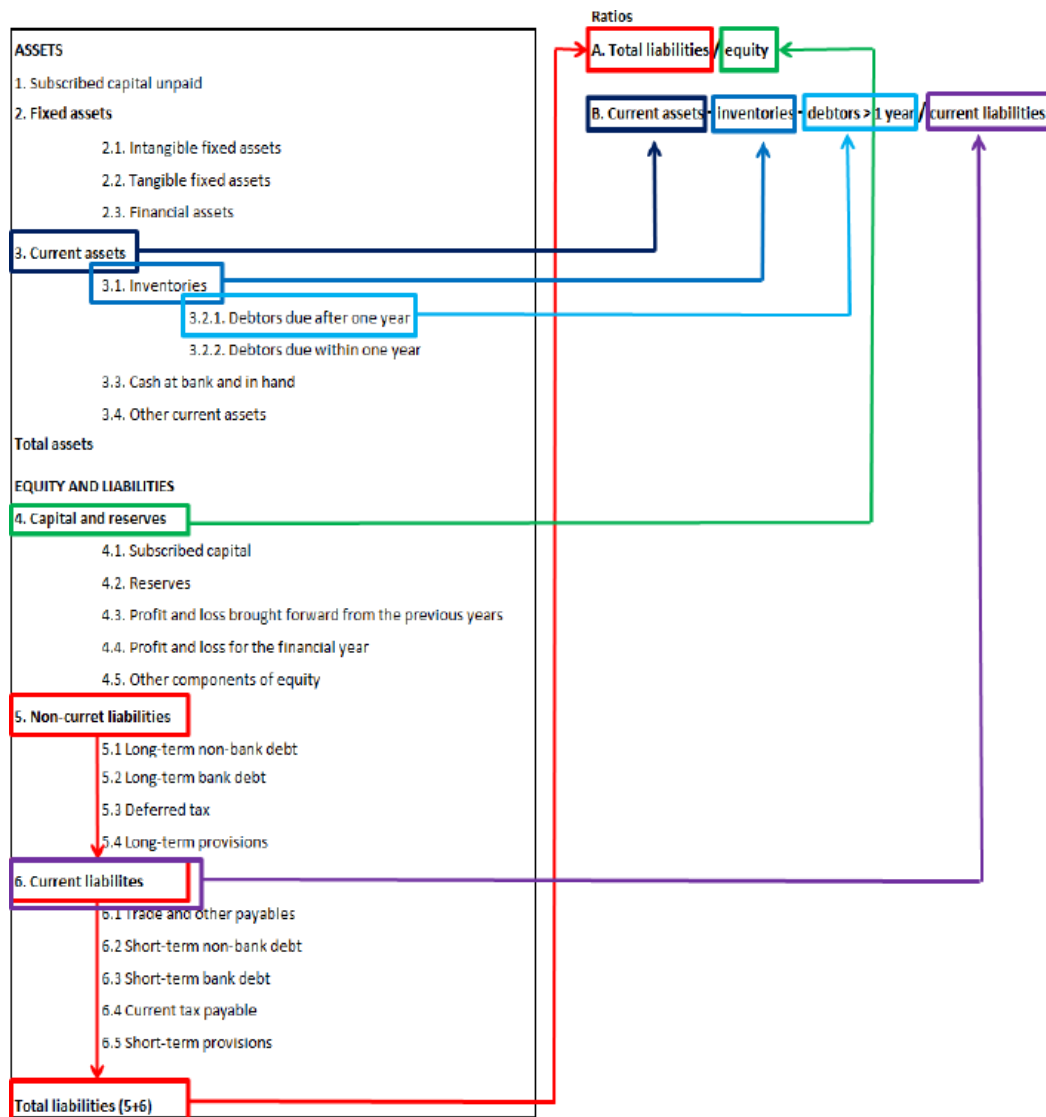 Ratios
A. Total liabilities / equity
B. Current assets - inventories - debtors > 1 year / current liabilities
ASSETS
1. Subscribed capital unpaid
2. Fixed assets
2.1. Intangible fixed assets
2.2. Tangible fixed assets
2.3. Financial assets
3. Current assets
3.1. Inventories
3.2.1. Debtors due after one year
3.2.2. Debtors due within one year
3.3. Cash at bank and in hand
3.4. Other current assets
Total assets
EQUITY AND LIABILITIES
4. Capital and reserves
4.1. Subscribed capital
4.2. Reserves
4.3. Profit and loss brought forward from the previous years
4.4. Profit and loss for the financial year
4.5. Other components of equity
5. Non-curret liabilities
5.1 Long-term non-bank debt
5.2 Long-term bank debt
5.3 Deferred tax
5.4 Long-term provisions
6. Current liabilites
6.1 Trade and other payables
6.2 Short-term non-bank debt
6.3 Short-term bank debt
6.4 Current tax payable
6.5 Short-term provisions
Total liabilities (5+6)